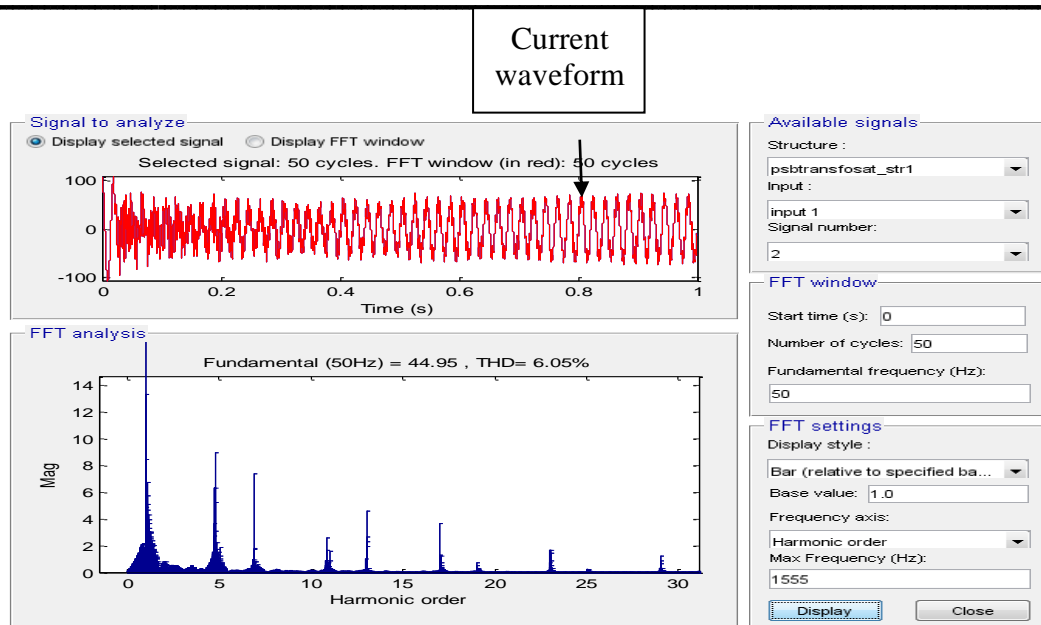 Current
waveform
Signal to analyze
Display selected signal Display FFT window
Selected signal: 50 cycles. FFT window (in red): 50 cycles
100
0
-100
0 0.2 0.4 0.6 0.8 1
Time (s)
FFT analysis
Fundamental (50Hz) = 44.95 , THD= 6.05%
14
12
10
8
6
4
2
0
Mag
0 5 10 15 20 25 30
Harmonic order
Available signals
Structure :
psbtransfosat_str1
Input :
input 1
Signal number:
2
FFT window
Start time (s): 0
Number of cycles: 50
Fundamental frequency (Hz):
50
FFT settings
Display style :
Bar (relative to specified ba...
Base value: 1.0
Frequency axis:
Harmonic order
Max Frequency (Hz):
1555
Display Close